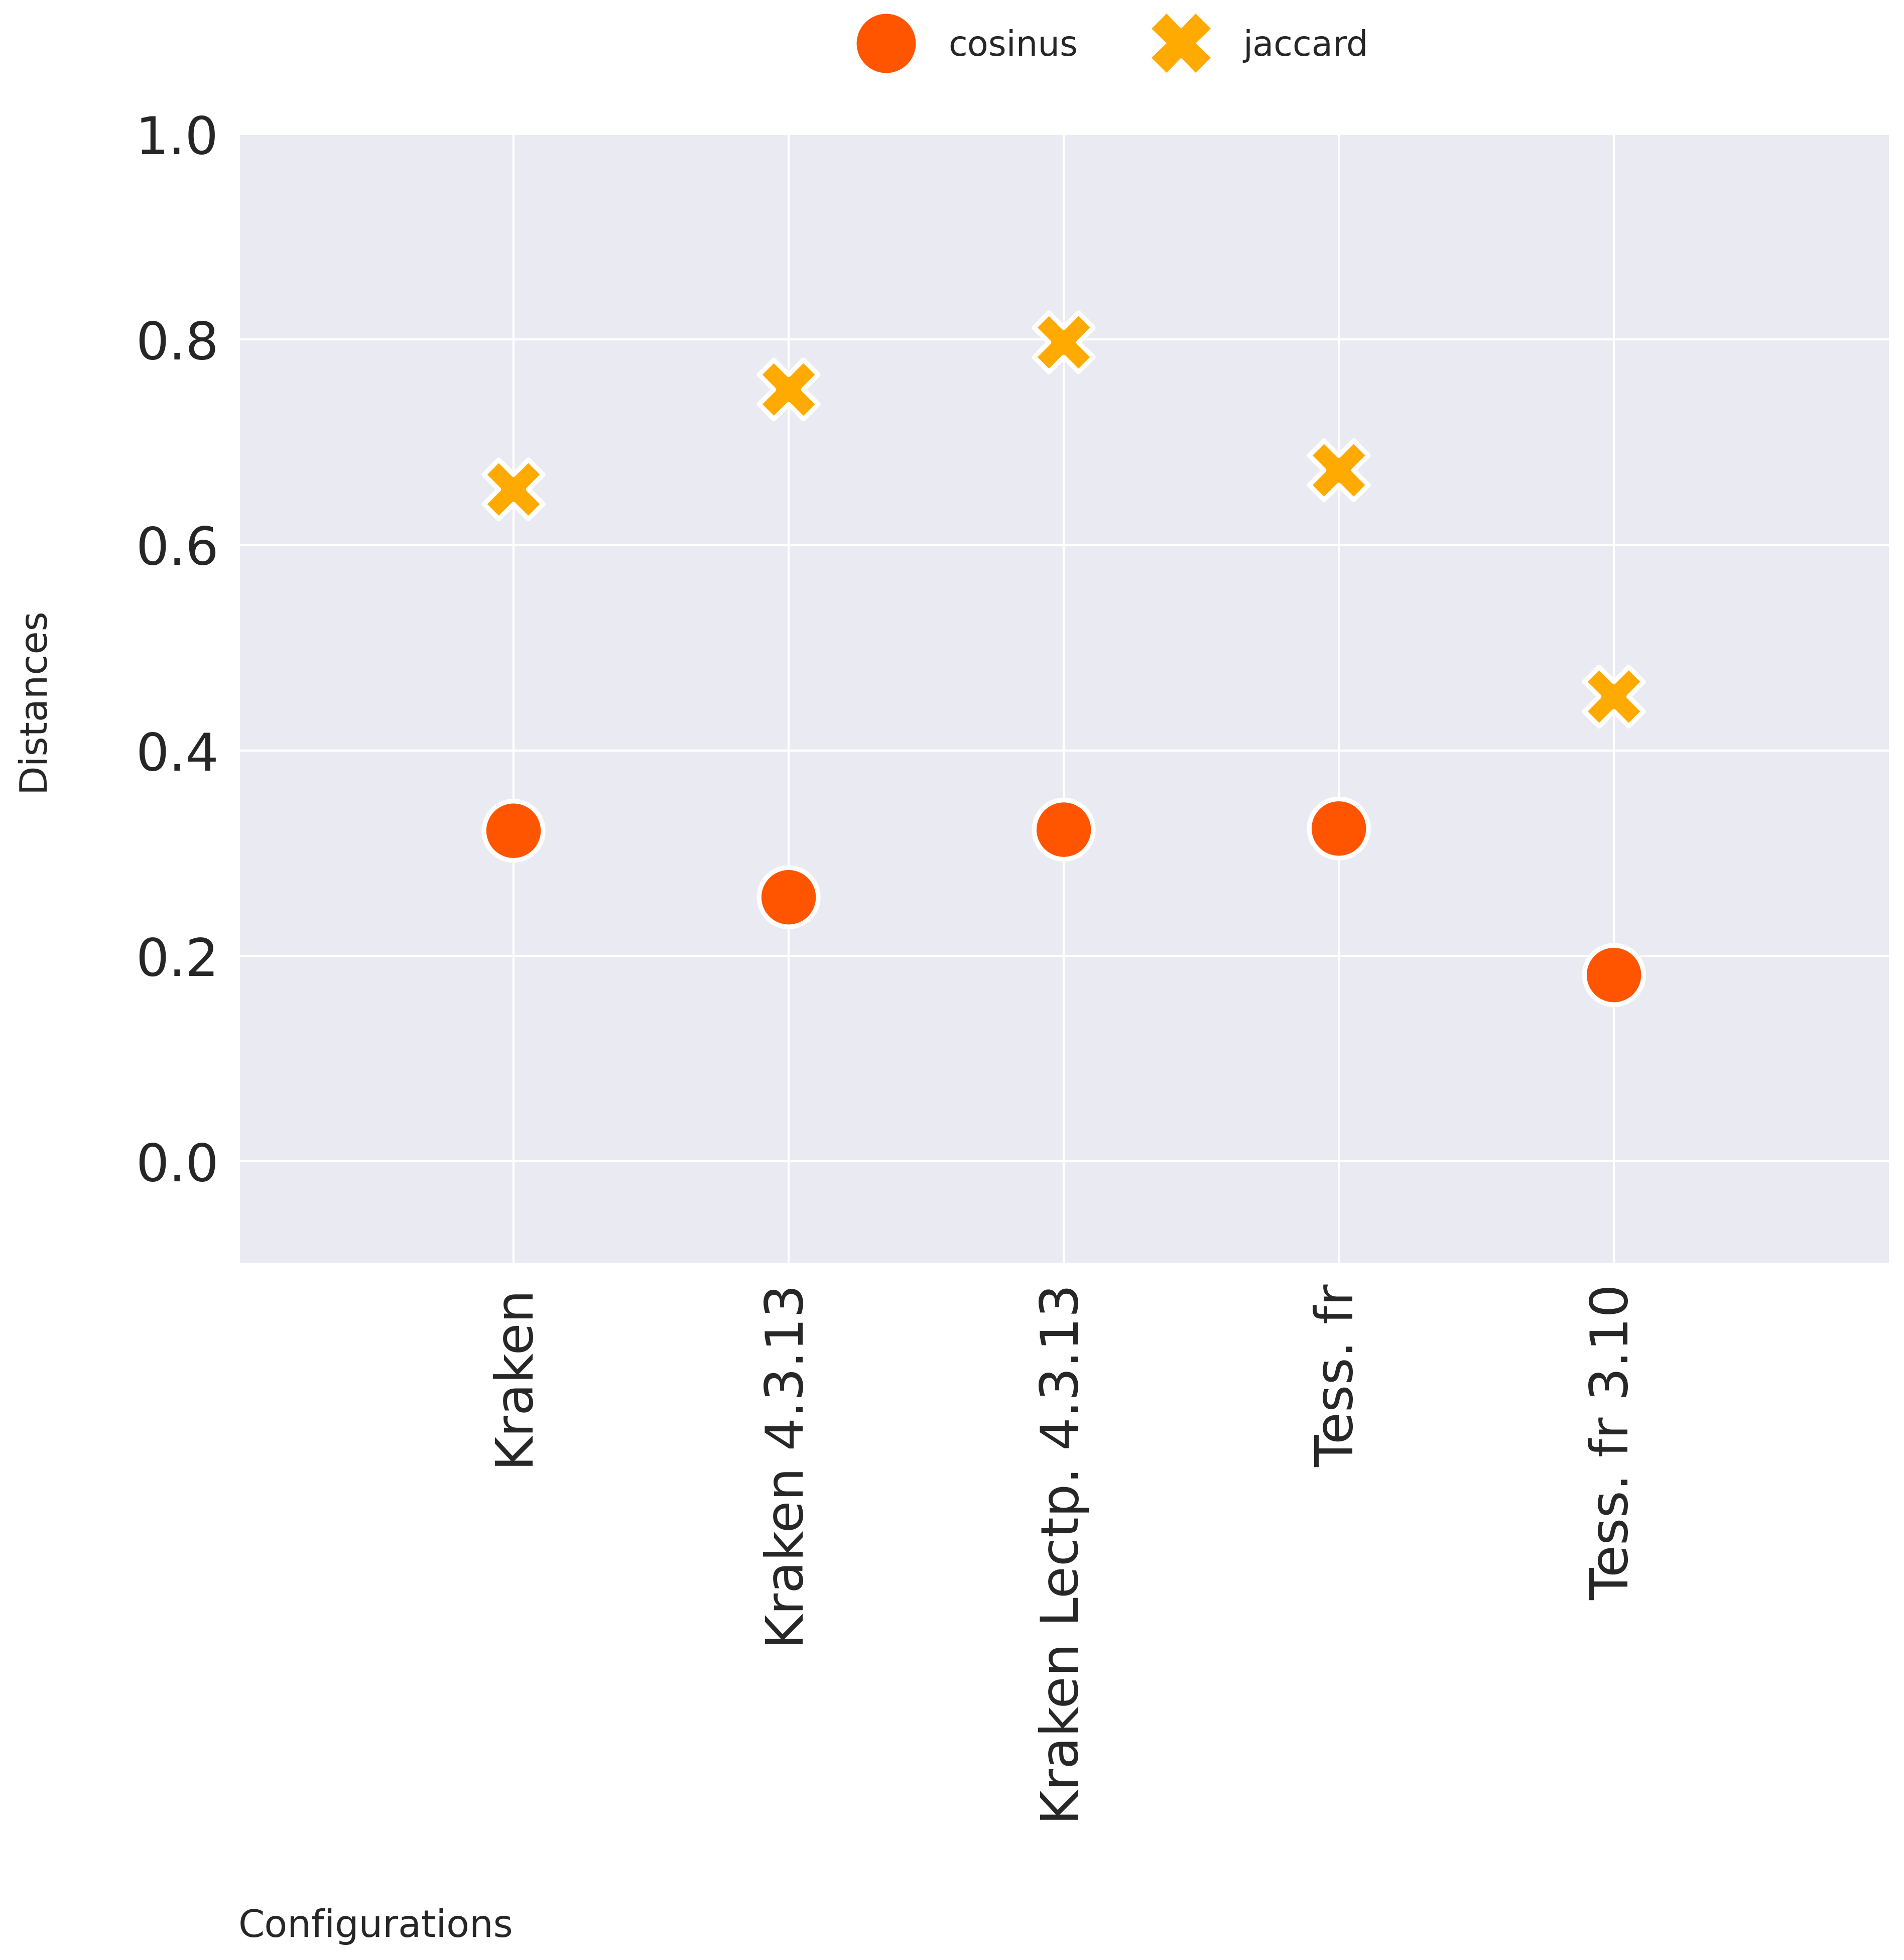 cosinus jaccard
1.0
0.8
0.6
0.4
0.2
0.0
Distances
Kraken
Kraken 4.3.13
Kraken Lectp. 4.3.13
Tess. fr
Tess. fr 3.10
Configurations